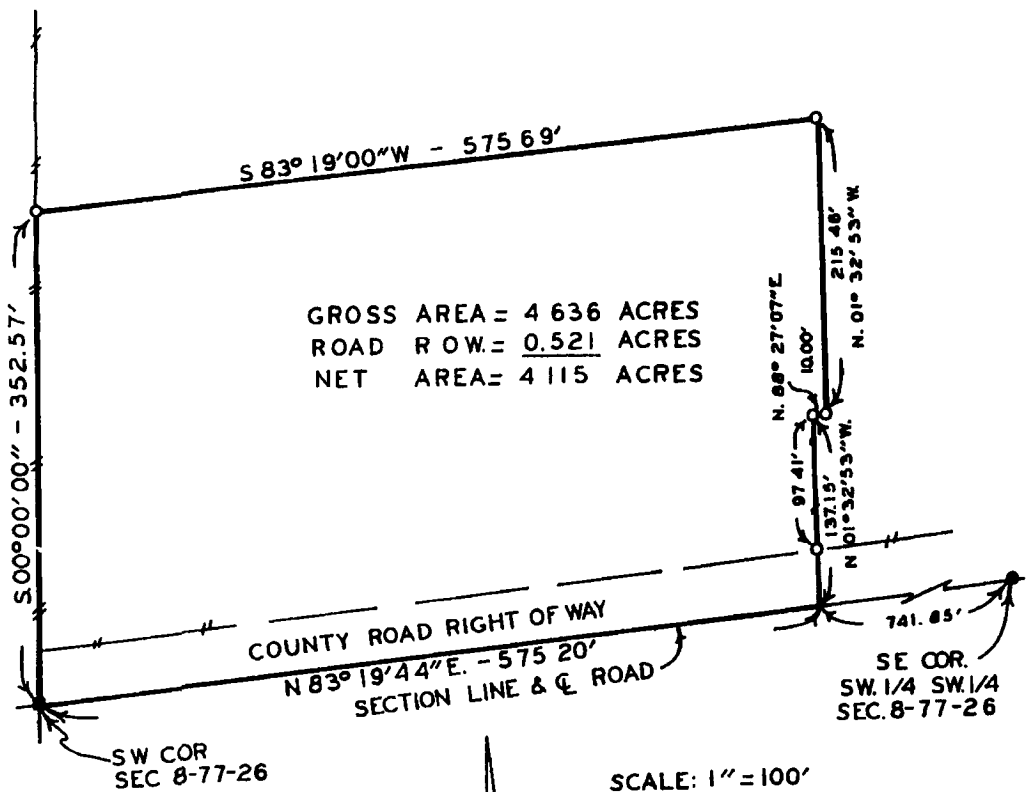 S 83° 19'00"W - 575 69'
S.00°00'00" - 352.57'
GROSS AREA = 4 636 ACRES
ROAD R O W. = 0.521 ACRES
NET AREA = 4 115 ACRES
215 48'
N. 01° 32' 53" W.
N. 88° 27'07"E.
10.00'
97 41'
137.15'
N 01° 32'53"W.
COUNTY ROAD RIGHT OF WAY
N 83° 19'44"E. - 575 20'
SECTION LINE & ℄ ROAD
741.85'
SE COR.
SW. 1/4 SW. 1/4
SEC. 8-77-26
SW COR
SEC 8-77-26
SCALE: 1" = 100'